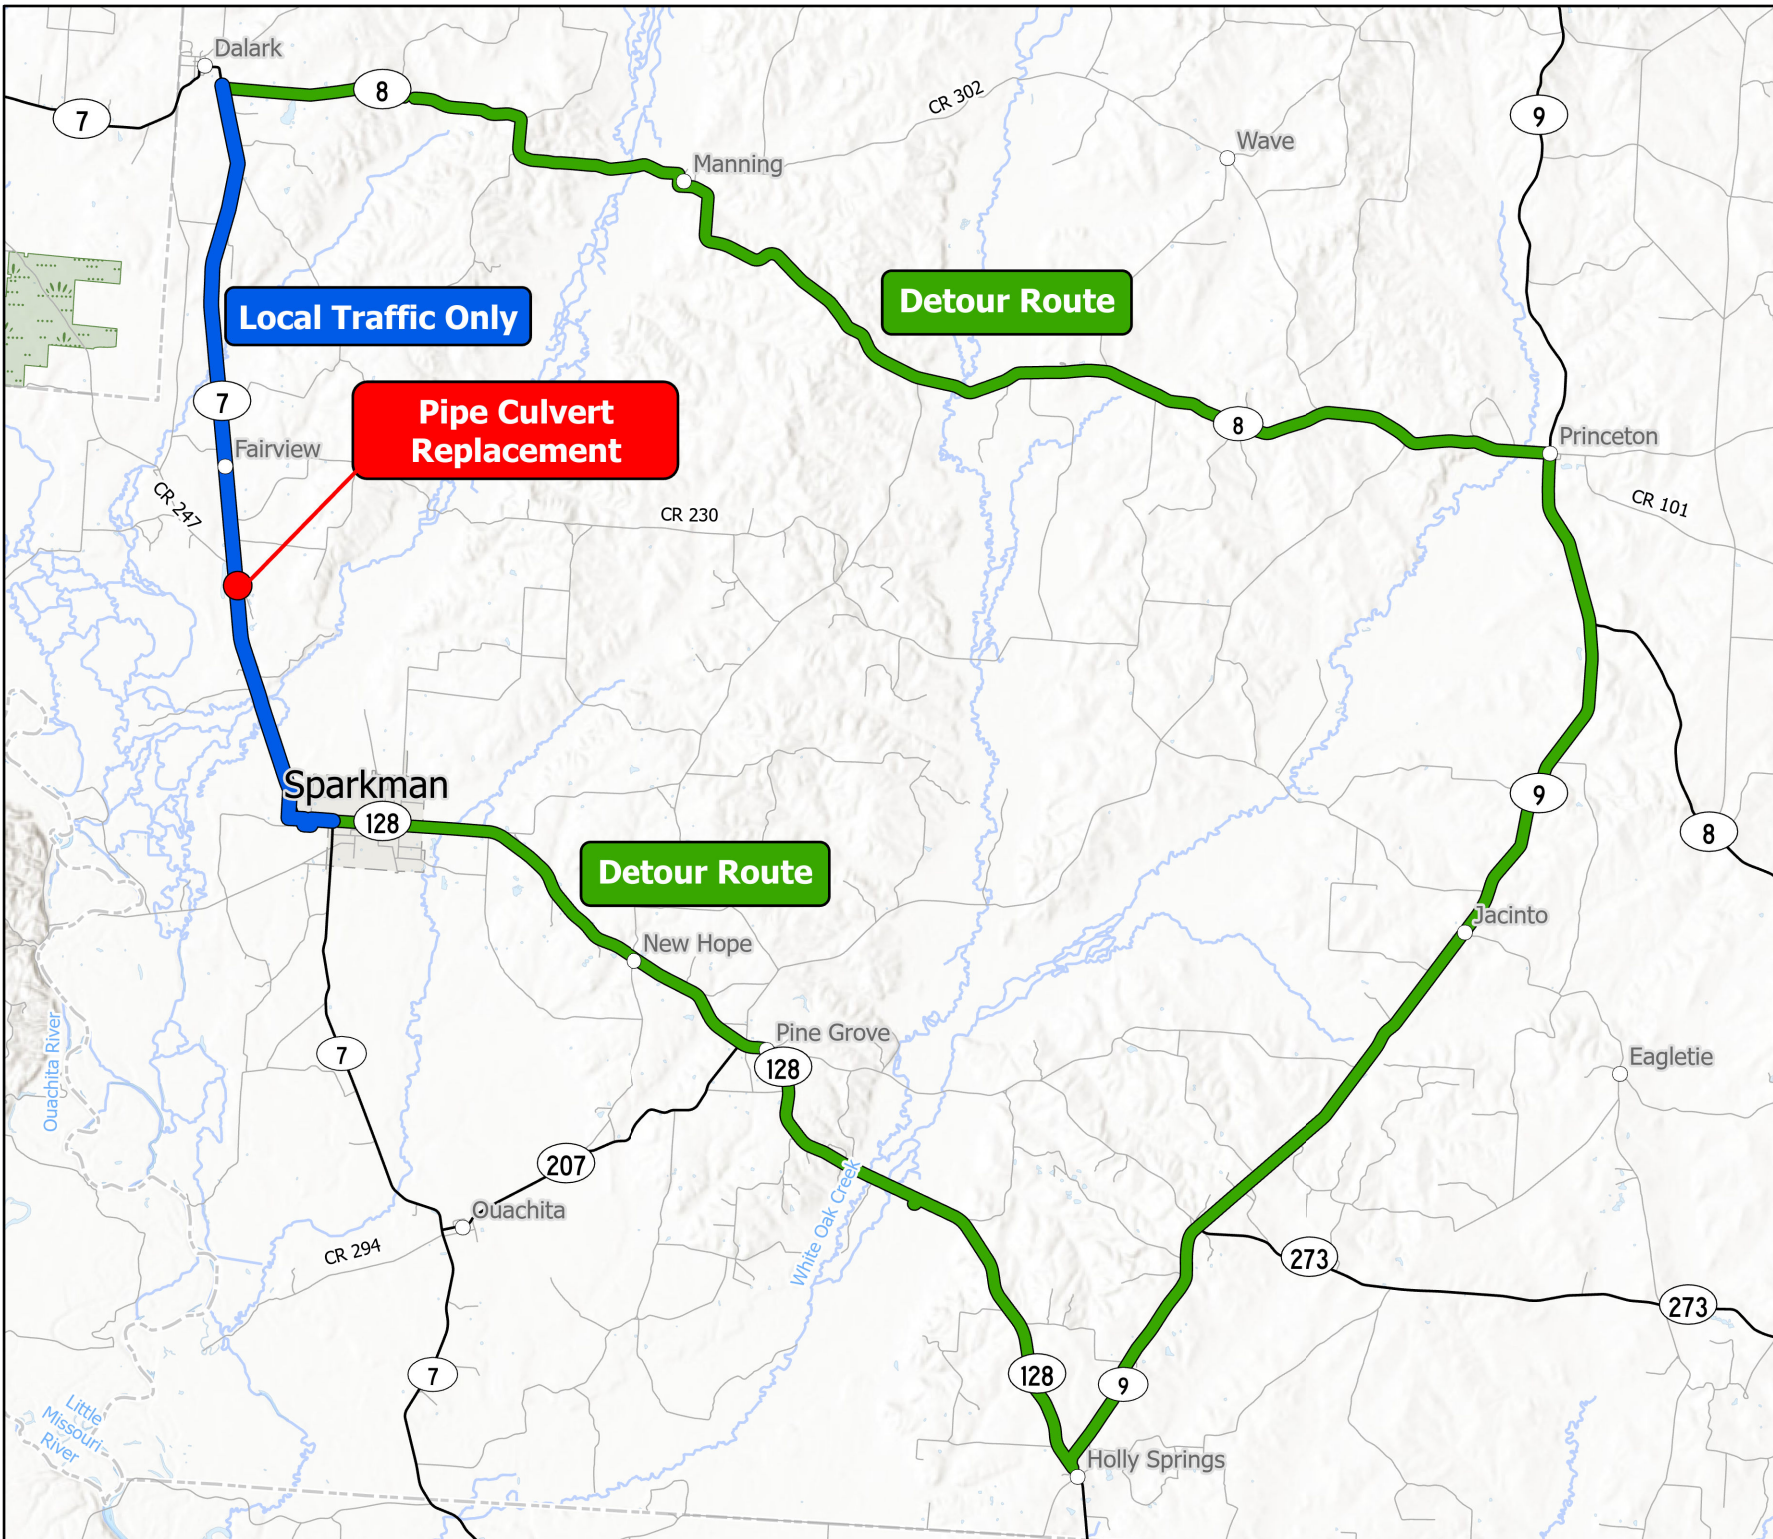 Dalark
8
7
CR 302
9
Wave
Manning
Detour Route
Local Traffic Only
7
Pipe Culvert
Replacement
8
Princeton
Fairview
CR 247
CR 230
CR 101
Sparkman
128
9
8
Detour Route
Jacinto
New Hope
Pine Grove
7
128
Eagletie
Ouachita River
207
Ouachita
White Oak Creek
CR 294
273
273
7
128
9
Little
Missouri
River
Holly Springs